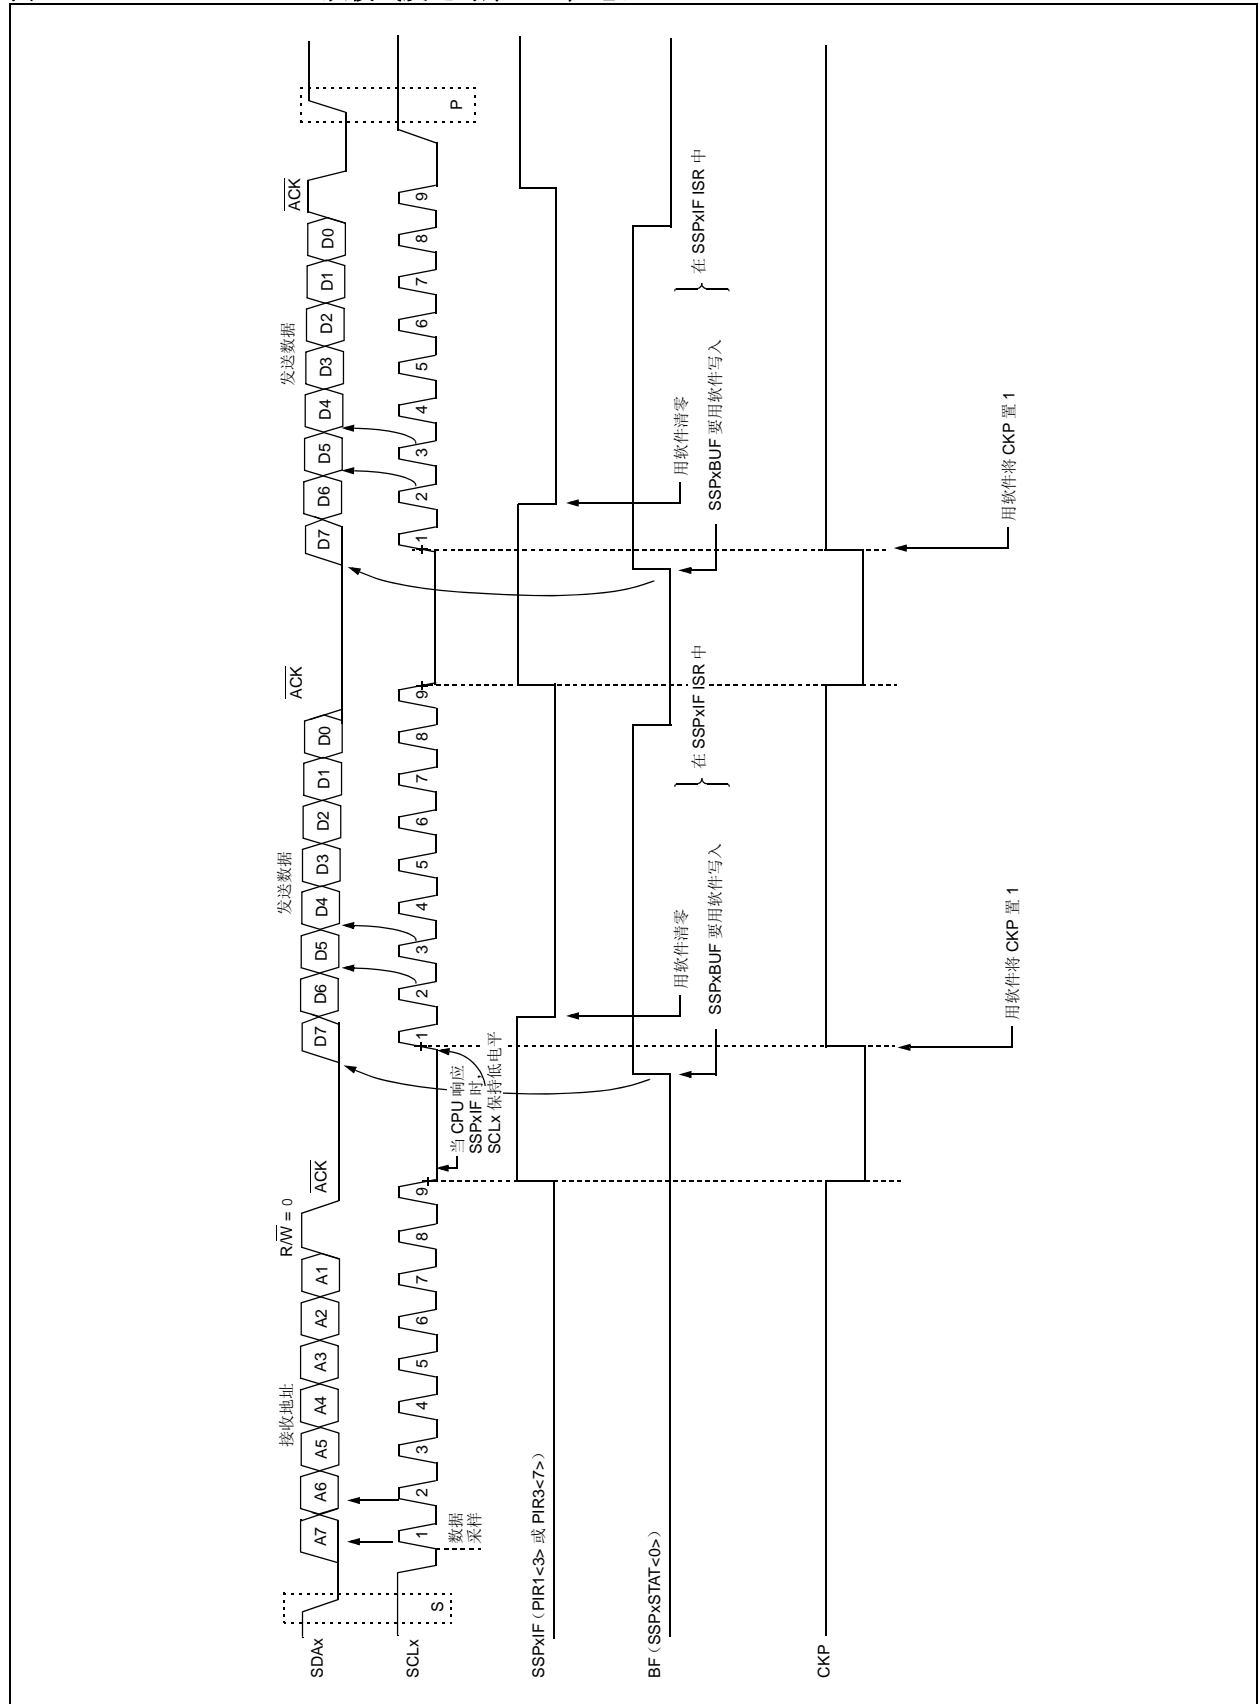 接收地址
R/W = 0
ACK
发送数据
ACK
发送数据
ACK
SDAx
A7 A6 A5 A4 A3 A2 A1
D7 D6 D5 D4 D3 D2 D1 D0
D7 D6 D5 D4 D3 D2 D1 D0
SCLx
1 2 3 4 5 6 7 8 9
1 2 3 4 5 6 7 8 9
1 2 3 4 5 6 7 8 9
S
P
数据
采样
当 CPU 响应
SSPxIF 时，
SCLx 保持低电平
SSPxIF（PIR1<3> 或 PIR3<7>）
BF（SSPxSTAT<0>）
用软件清零
SSPxBUF 要用软件写入
在 SSPxIF ISR 中
用软件清零
SSPxBUF 要用软件写入
在 SSPxIF ISR 中
CKP
用软件将 CKP 置 1
用软件将 CKP 置 1